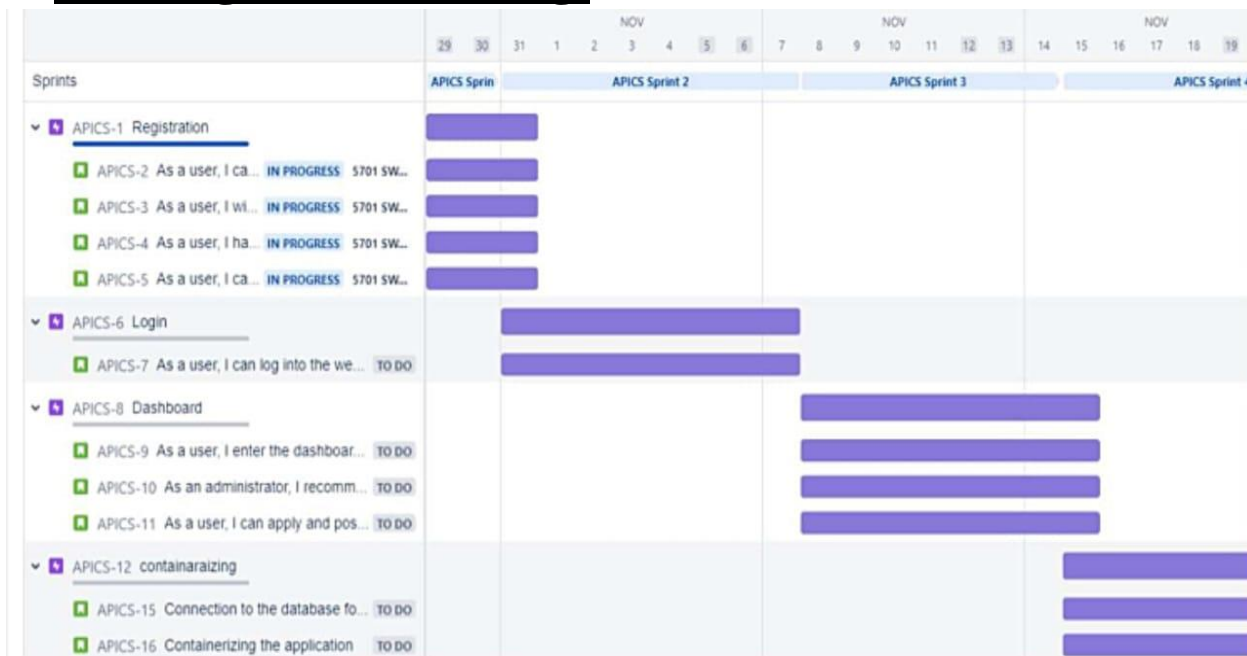 NOV NOV NOV
29 30 31 1 2 3 4 5 6 7 8 9 10 11 12 13 14 15 16 17 18 19
Sprints APICS Sprin APICS Sprint 2 APICS Sprint 3 APICS Sprint 4
APICS-1 Registration
APICS-2 As a user, I ca... IN PROGRESS 5701 SW...
APICS-3 As a user, I wi... IN PROGRESS 5701 SW...
APICS-4 As a user, I ha... IN PROGRESS 5701 SW...
APICS-5 As a user, I ca... IN PROGRESS 5701 SW...
APICS-6 Login
APICS-7 As a user, I can log into the we... TO DO
APICS-8 Dashboard
APICS-9 As a user, I enter the dashboar... TO DO
APICS-10 As an administrator, I recomm... TO DO
APICS-11 As a user, I can apply and pos... TO DO
APICS-12 containaraizing
APICS-15 Connection to the database fo... TO DO
APICS-16 Containerizing the application TO DO